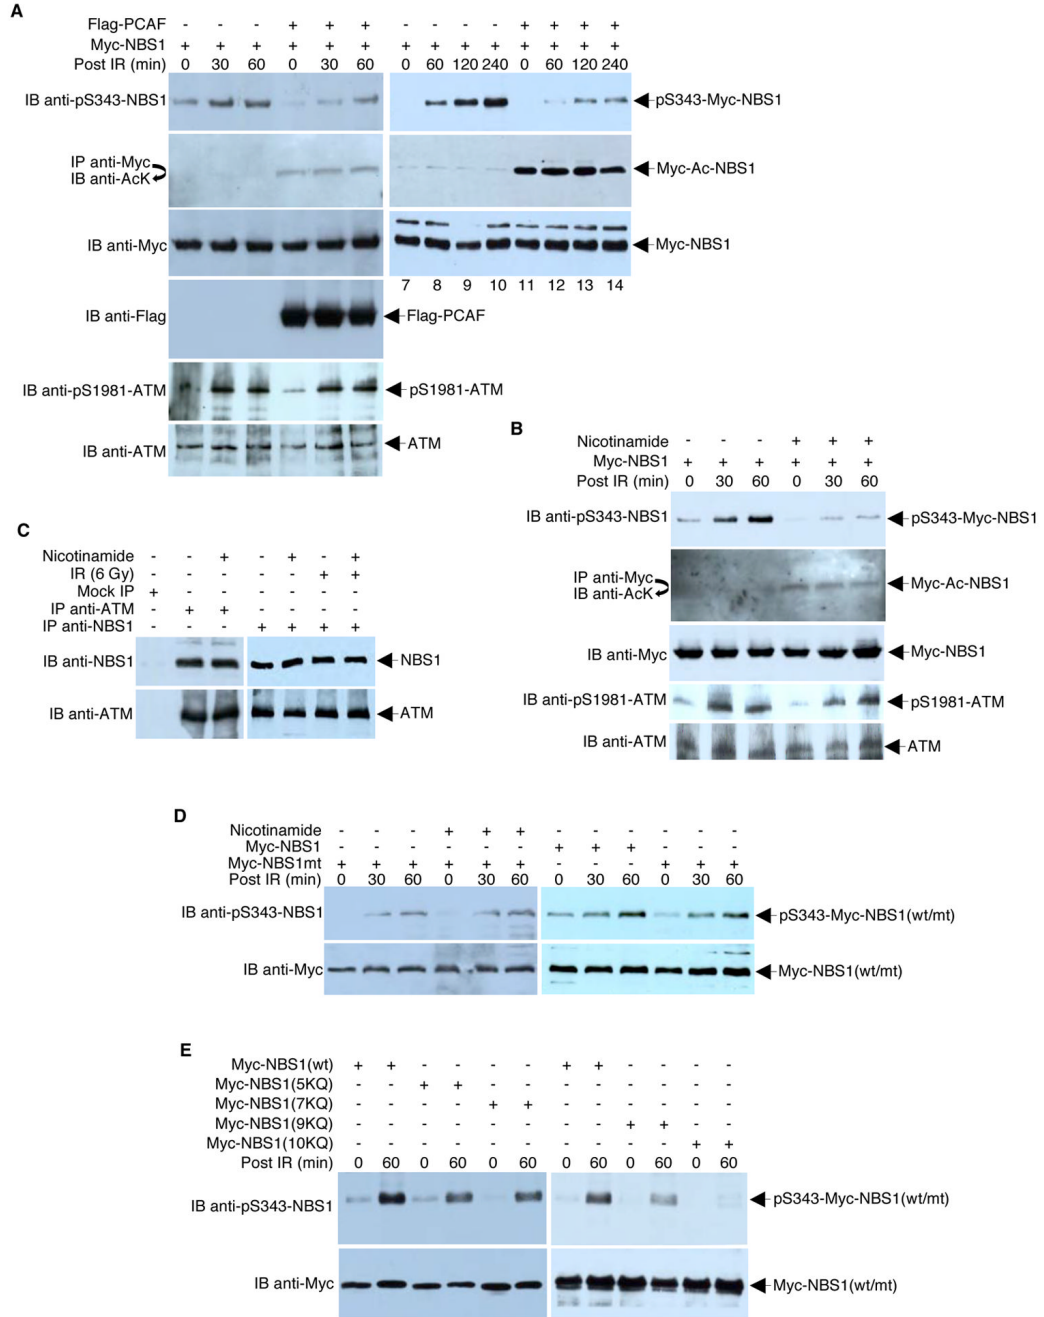 A
Flag-PCAF - - - + + + - - - - + + + +
Myc-NBS1 + + + + + + + + + + + + + +
Post IR (min) 0 30 60 0 30 60 0 60 120 240 0 60 120 240
IB anti-pS343-NBS1 pS343-Myc-NBS1
IP anti-Myc
IB anti-AcK Myc-Ac-NBS1
IB anti-Myc Myc-NBS1
7 8 9 10 11 12 13 14
IB anti-Flag Flag-PCAF
IB anti-pS1981-ATM pS1981-ATM
IB anti-ATM ATM
B
Nicotinamide - - - + + +
Myc-NBS1 + + + + + +
Post IR (min) 0 30 60 0 30 60
IB anti-pS343-NBS1 pS343-Myc-NBS1
IP anti-Myc
IB anti-AcK Myc-Ac-NBS1
IB anti-Myc Myc-NBS1
IB anti-pS1981-ATM pS1981-ATM
IB anti-ATM ATM
C
Nicotinamide - - + - + - +
IR (6 Gy) - - - - - + +
Mock IP + - - - - - -
IP anti-ATM - + + - - - -
IP anti-NBS1 - - - + + + +
IB anti-NBS1 NBS1
IB anti-ATM ATM
D
Nicotinamide - - - + + + - - - - - -
Myc-NBS1 - - - - - - + + + - - -
Myc-NBS1mt + + + + + + - - - + + +
Post IR (min) 0 30 60 0 30 60 0 30 60 0 30 60
IB anti-pS343-NBS1 pS343-Myc-NBS1(wt/mt)
IB anti-Myc Myc-NBS1(wt/mt)
E
Myc-NBS1(wt) + + - - - - + + - - - -
Myc-NBS1(5KQ) - - + + - - - - - - - -
Myc-NBS1(7KQ) - - - - + + - - - - - -
Myc-NBS1(9KQ) - - - - - - - - + + - -
Myc-NBS1(10KQ) - - - - - - - - - - + +
Post IR (min) 0 60 0 60 0 60 0 60 0 60 0 60
IB anti-pS343-NBS1 pS343-Myc-NBS1(wt/mt)
IB anti-Myc Myc-NBS1(wt/mt)